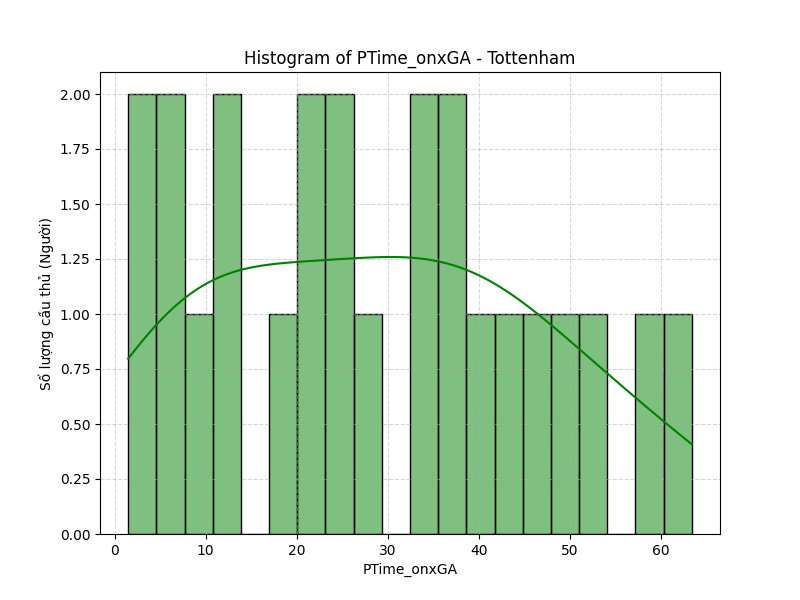 Histogram of PTime_onxGA - Tottenham
2.00
1.75
1.50
1.25
1.00
0.75
0.50
0.25
0.00
Số lượng cầu thủ (Người)
0 10 20 30 40 50 60
PTime_onxGA